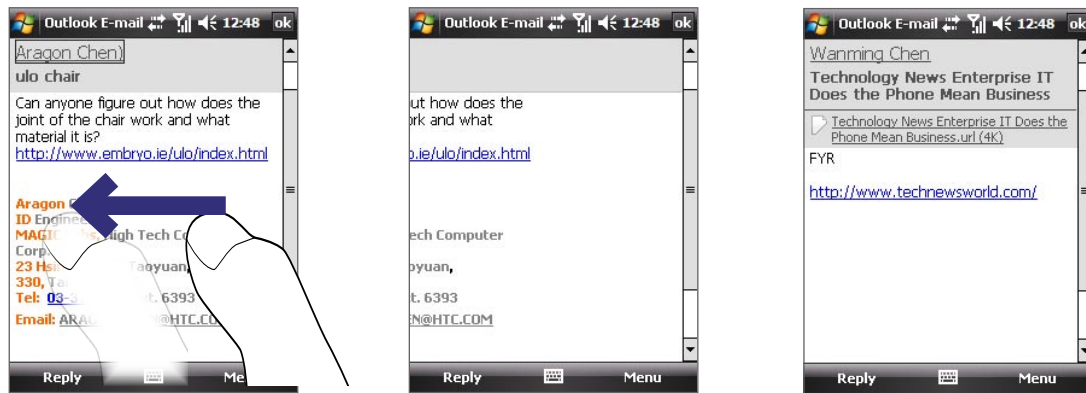 Outlook E-mail 12:48 ok
Aragon Chen)
ulo chair
Can anyone figure out how does the
joint of the chair work and what
material it is?
http://www.embryo.ie/ulo/index.html
Aragon
ID
MAGI High Tech
Corp.
23 Taoyuan,
330,
Tel: 03-3 t. 6393
Email: @HTC.CO
Reply Me
Outlook E-mail 12:48 ok
ut how does the
rk and what
o.ie/ulo/index.html
ech Computer
oyuan,
t. 6393
EN@HTC.COM
Reply Menu
Outlook E-mail 12:48 ok
Wanming Chen
Technology News Enterprise IT
Does the Phone Mean Business
Technology News Enterprise IT Does the
Phone Mean Business.url (4K)
FYR
http://www.technewsworld.com/
Reply Menu